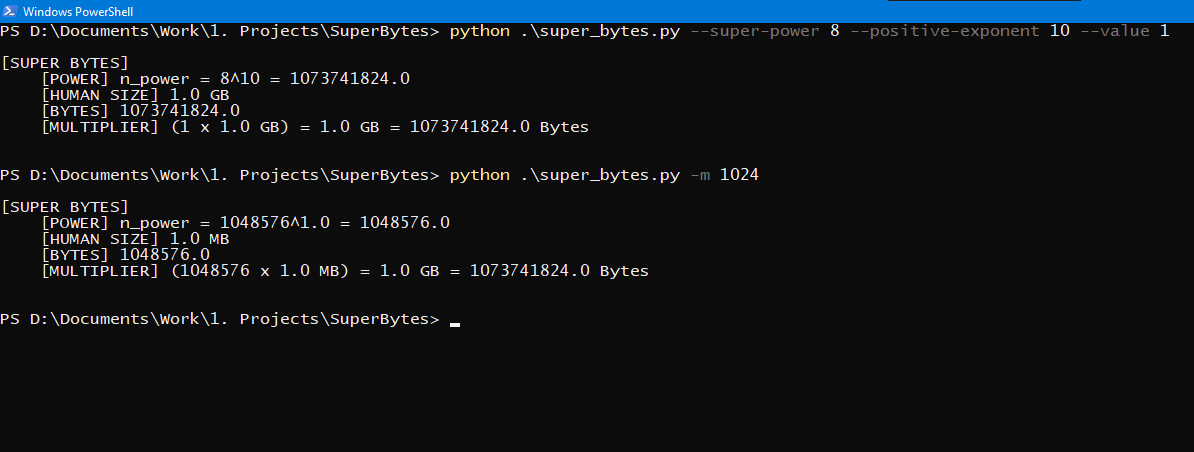 Windows PowerShell
PS D:\Documents\Work\1. Projects\SuperBytes> python .\super_bytes.py --super-power 8 --positive-exponent 10 --value 1
[SUPER BYTES]
[POWER] n_power = 8^10 = 1073741824.0
[HUMAN SIZE] 1.0 GB
[BYTES] 1073741824.0
[MULTIPLIER] (1 x 1.0 GB) = 1.0 GB = 1073741824.0 Bytes
PS D:\Documents\Work\1. Projects\SuperBytes> python .\super_bytes.py -m 1024
[SUPER BYTES]
[POWER] n_power = 1048576^1.0 = 1048576.0
[HUMAN SIZE] 1.0 MB
[BYTES] 1048576.0
[MULTIPLIER] (1048576 x 1.0 MB) = 1.0 GB = 1073741824.0 Bytes
PS D:\Documents\Work\1. Projects\SuperBytes>